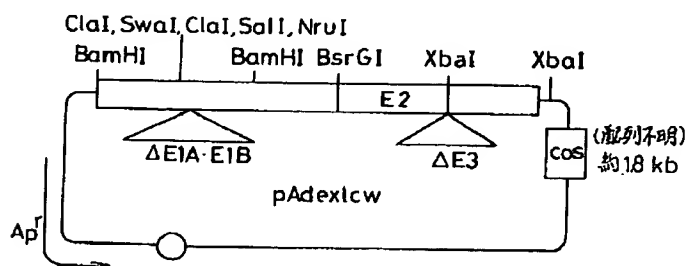 ClaI, SwaI, ClaI, SalI, NruI
BamHI BamHI BsrGI XbaI XbaI
E2
ΔE1A·E1B
ΔE3
cos
(配列不明)
約1.8 kb
pAdex1cw
Apʳ